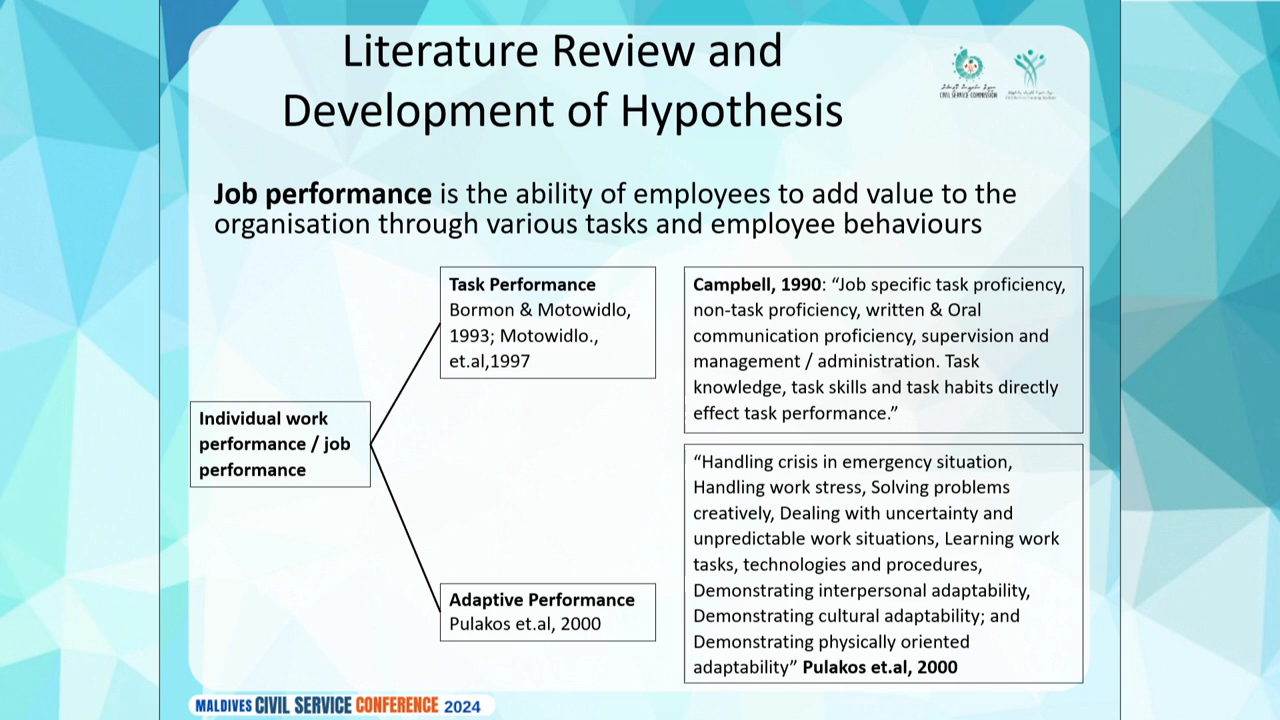 Literature Review and
Development of Hypothesis
CIVIL SERVICE COMMISSION
Job performance is the ability of employees to add value to the
organisation through various tasks and employee behaviours
Task Performance
Bormon & Motowidlo,
1993; Motowidlo.,
et.al,1997
Campbell, 1990: “Job specific task proficiency,
non-task proficiency, written & Oral
communication proficiency, supervision and
management / administration. Task
knowledge, task skills and task habits directly
effect task performance.”
Individual work
performance / job
performance
“Handling crisis in emergency situation,
Handling work stress, Solving problems
creatively, Dealing with uncertainty and
unpredictable work situations, Learning work
tasks, technologies and procedures,
Demonstrating interpersonal adaptability,
Demonstrating cultural adaptability; and
Demonstrating physically oriented
adaptability” Pulakos et.al, 2000
Adaptive Performance
Pulakos et.al, 2000
MALDIVES CIVIL SERVICE CONFERENCE 2024